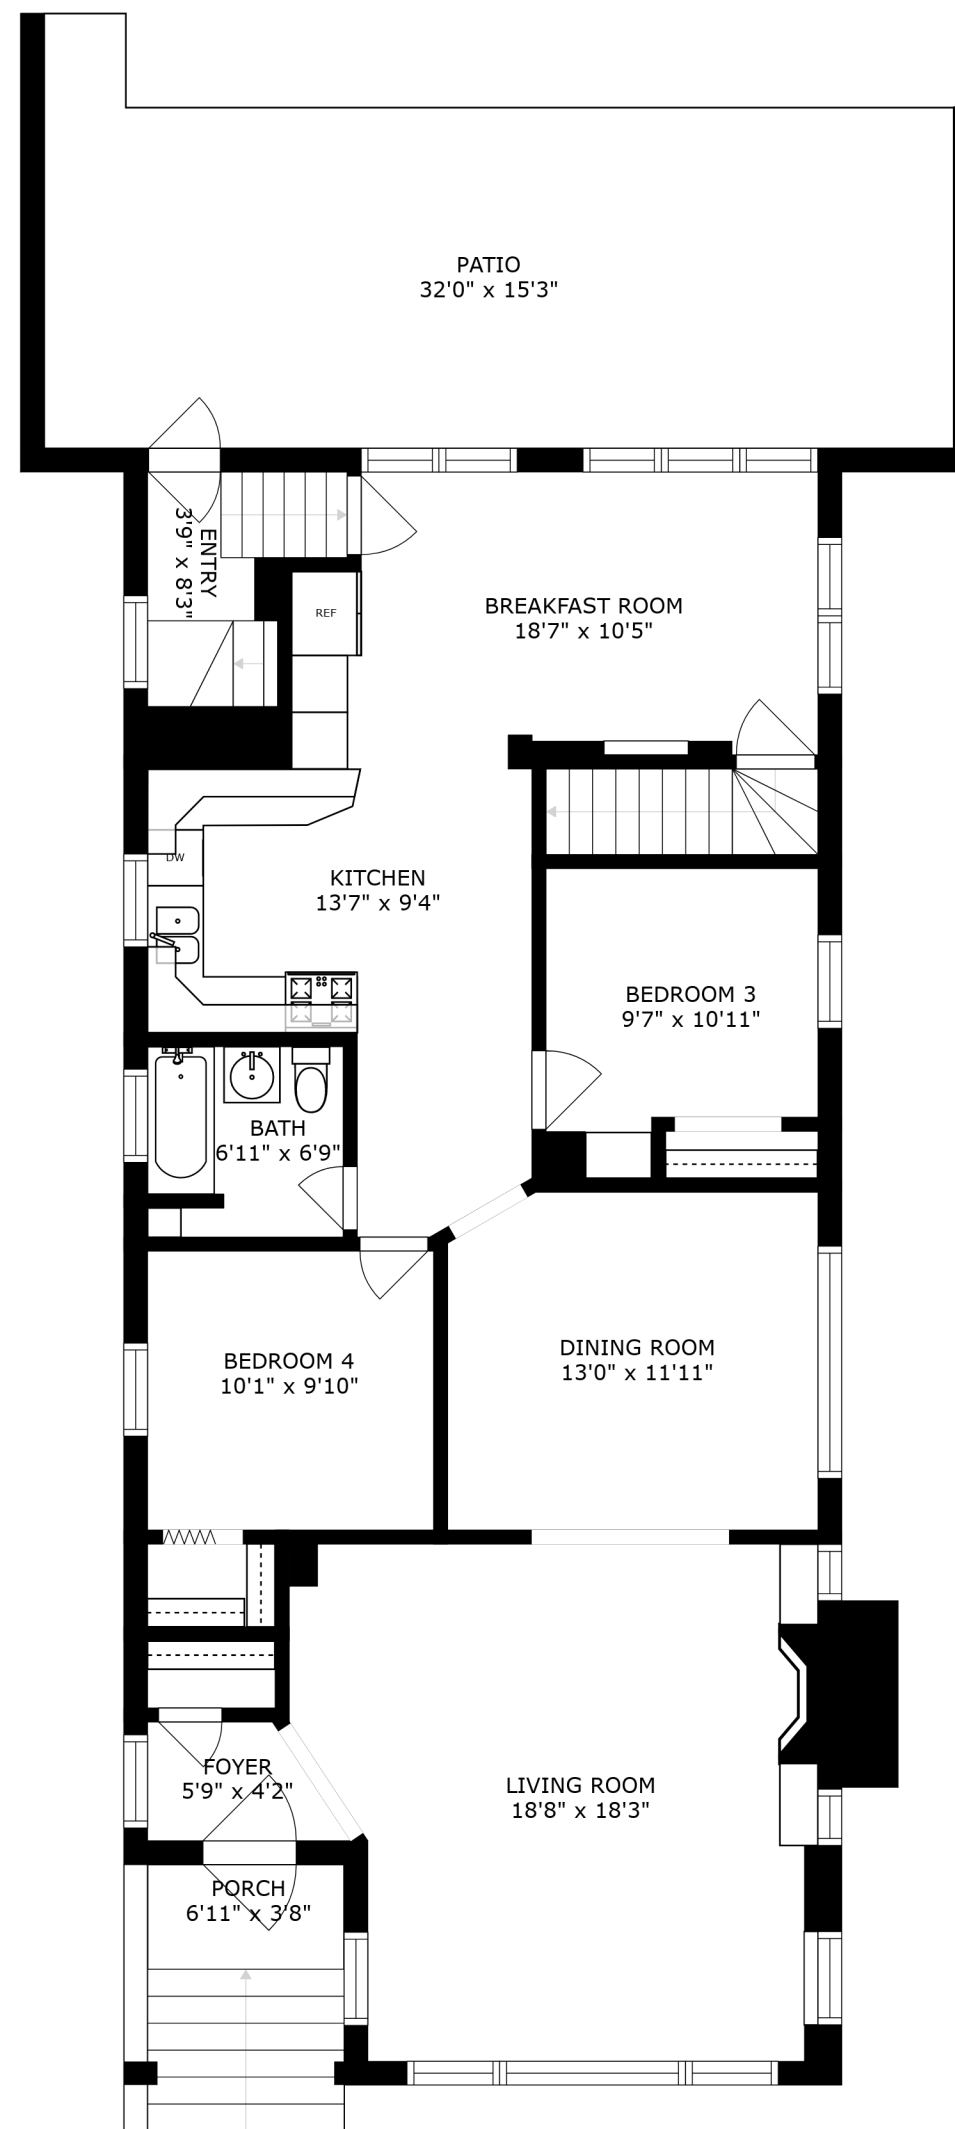 PATIO
32'0" x 15'3"
ENTRY
3'9" x 8'3"
REF
BREAKFAST ROOM
18'7" x 10'5"
DW
KITCHEN
13'7" x 9'4"
BEDROOM 3
9'7" x 10'11"
BATH
6'11" x 6'9"
BEDROOM 4
10'1" x 9'10"
DINING ROOM
13'0" x 11'11"
FOYER
5'9" x 4'2"
LIVING ROOM
18'8" x 18'3"
PORCH
6'11" x 3'8"